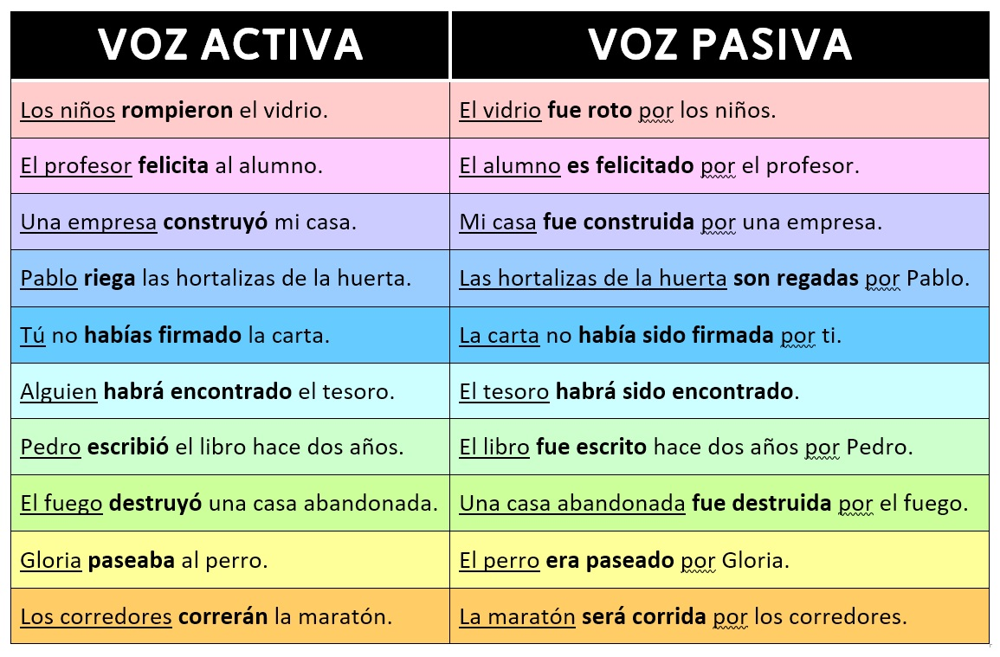 VOZ ACTIVA VOZ PASIVA
Los niños rompieron el vidrio. El vidrio fue roto por los niños.
El profesor felicita al alumno. El alumno es felicitado por el profesor.
Una empresa construyó mi casa. Mi casa fue construida por una empresa.
Pablo riega las hortalizas de la huerta. Las hortalizas de la huerta son regadas por Pablo.
Tú no habías firmado la carta. La carta no había sido firmada por ti.
Alguien habrá encontrado el tesoro. El tesoro habrá sido encontrado.
Pedro escribió el libro hace dos años. El libro fue escrito hace dos años por Pedro.
El fuego destruyó una casa abandonada. Una casa abandonada fue destruida por el fuego.
Gloria paseaba al perro. El perro era paseado por Gloria.
Los corredores correrán la maratón. La maratón será corrida por los corredores.